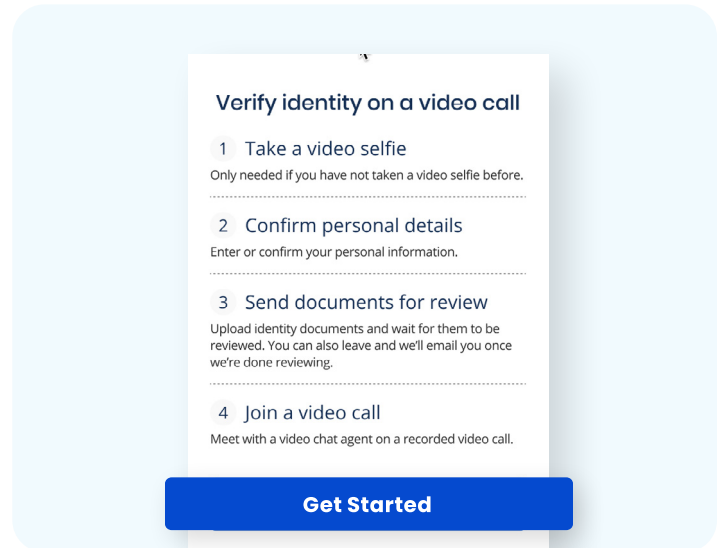 Verify identity on a video call
1 Take a video selfie
Only needed if you have not taken a video selfie before.
2 Confirm personal details
Enter or confirm your personal information.
3 Send documents for review
Upload identity documents and wait for them to be
reviewed. You can also leave and we'll email you once
we're done reviewing.
4 Join a video call
Meet with a video chat agent on a recorded video call.
Get Started